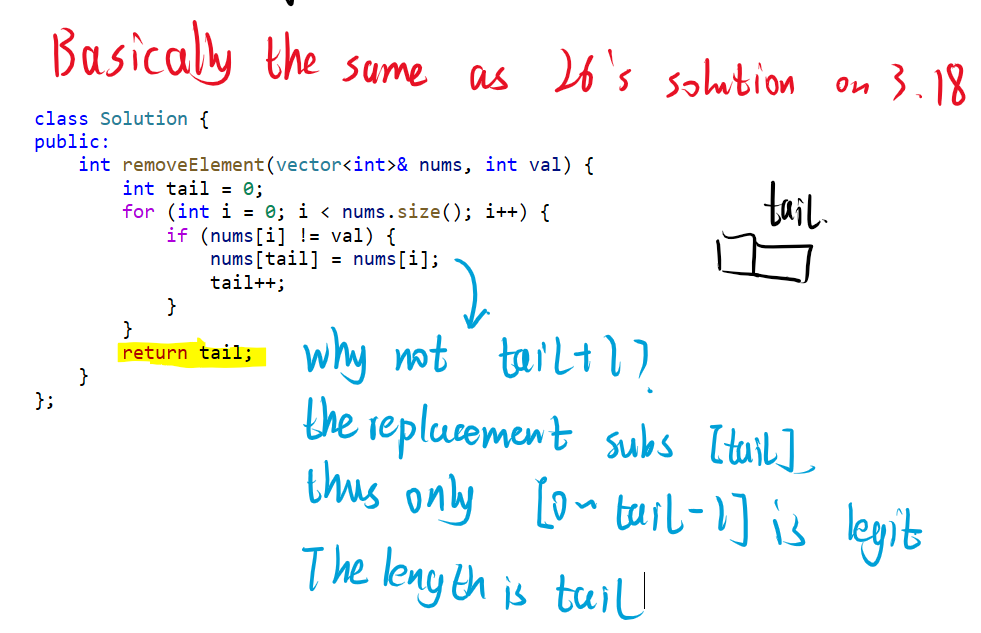 Basically the same as 26's solution on 3.18
class Solution {
public:
    int removeElement(vector<int>& nums, int val) {
        int tail = 0;
        for (int i = 0; i < nums.size(); i++) {
            if (nums[i] != val) {
                nums[tail] = nums[i];
                tail++;
            }
        }
        return tail;
    }
};
tail.
why not tail+1?
the replacement subs [tail],
thus only [0~tail-1] is legit
The length is tail